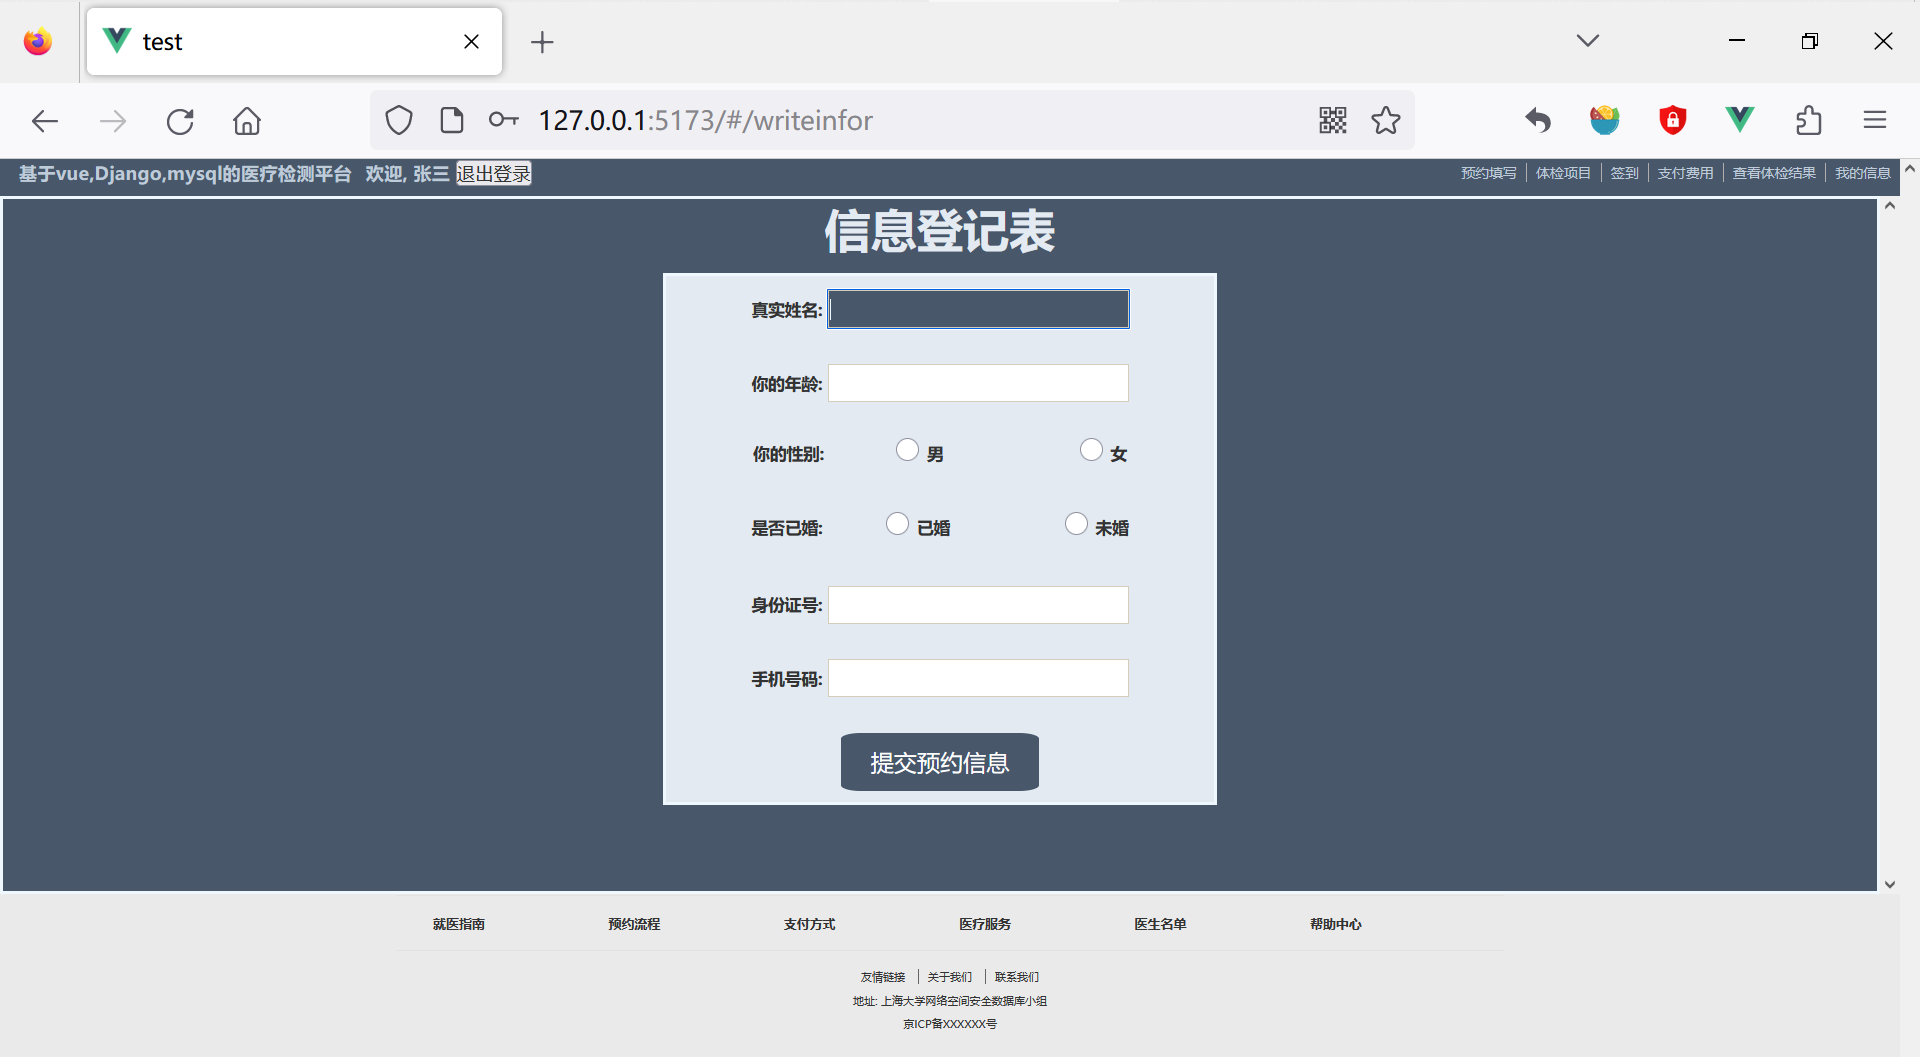 test
127.0.0.1:5173/#/writeinfor
基于vue,Django,mysql的医疗检测平台 欢迎, 张三 退出登录 预约填写 体检项目 签到 支付费用 查看体检结果 我的信息
信息登记表
真实姓名:
你的年龄:
你的性别: 男 女
是否已婚: 已婚 未婚
身份证号:
手机号码:
提交预约信息
就医指南 预约流程 支付方式 医疗服务 医生名单 帮助中心
友情链接 关于我们 联系我们
地址: 上海大学网络空间安全数据库小组
京ICP备XXXXXX号